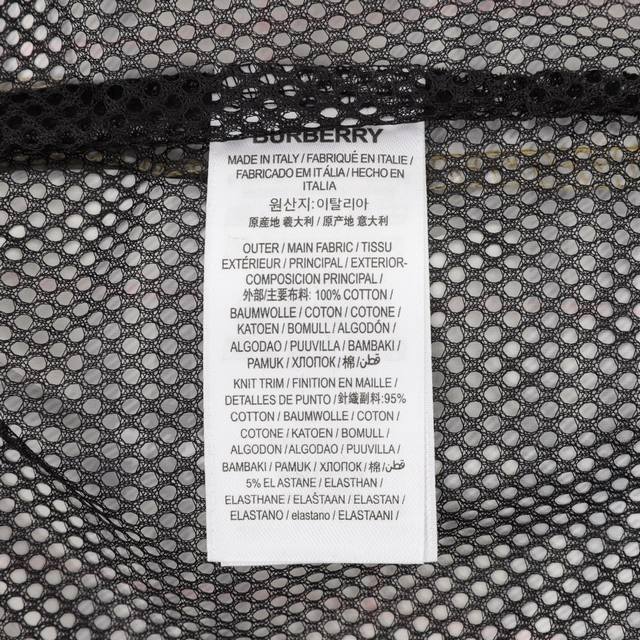 BURBERRY
MADE IN ITALY / FABRIQUÉ EN ITALIE /
FABRICADO EM ITÁLIA / HECHO EN
ITALIA
원산지: 이탈리아
原産地 義大利 / 原产地 意大利
OUTER / MAIN FABRIC / TISSU
EXTÉRIEUR / PRINCIPAL / EXTERIOR-
COMPOSICION PRINCIPAL /
外部/主要布料: 100% COTTON /
BAUMWOLLE / COTON / COTONE /
KATOEN / BOMULL / ALGODÓN /
ALGODAO / PUUVILLA / BAMBAKI /
PAMUK / ХЛОПОК / 棉 / قطن /
KNIT TRIM / FINITION EN MAILLE /
DETALLES DE PUNTO / 針織副料: 95%
COTTON / BAUMWOLLE / COTON /
COTONE / KATOEN / BOMULL /
ALGODON / ALGODAO / PUUVILLA /
BAMBAKI / PAMUK / ХЛОПОК / 棉 / قطن /
5% ELASTANE / ELASTHAN /
ELASTHANE / ELAŠTAAN / ELASTAN /
ELASTANO / elastano / ELASTAANI /